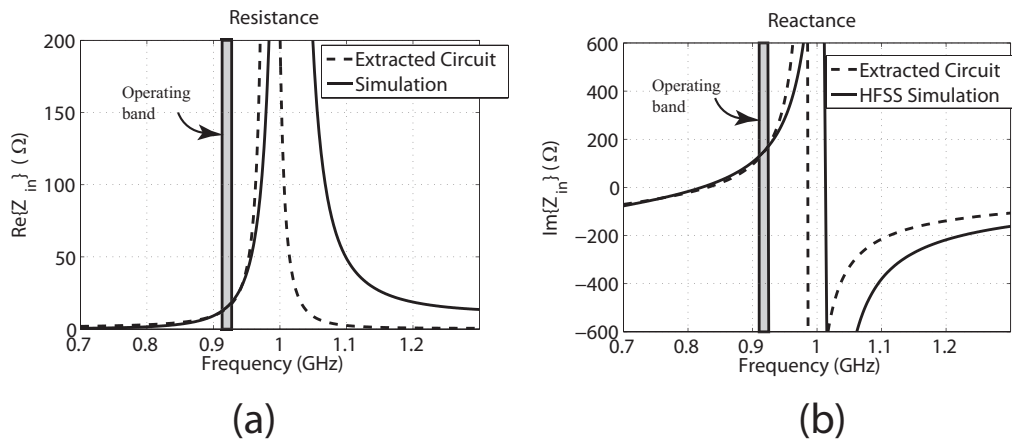 Resistance
200
150
100
50
0
0.7
0.8
0.9
1
1.1
1.2
Re{Z_in} (Ω)
Frequency (GHz)
Operating
band
Extracted Circuit
Simulation
(a)
Reactance
600
400
200
0
−200
−400
−600
0.7
0.8
0.9
1
1.1
1.2
Im{Z_in} (Ω)
Frequency (GHz)
Operating
band
Extracted Circuit
HFSS Simulation
(b)